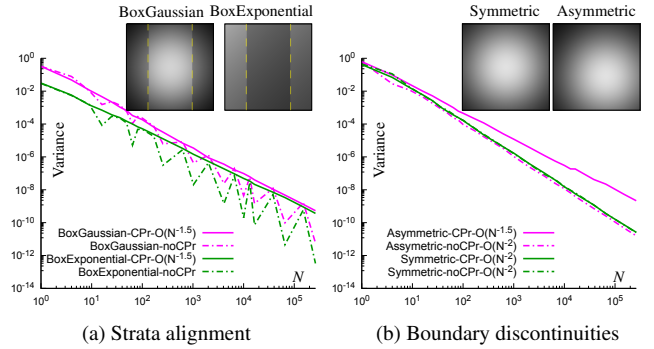 BoxGaussian BoxExponential
10^0
10^-2
10^-4
10^-6
10^-8
10^-10
10^-12
10^-14
Variance
BoxGaussian-CPr-O(N^-1.5)
BoxGaussian-noCPr
BoxExponential-CPr-O(N^-1.5)
BoxExponential-noCPr
N
10^0 10^1 10^2 10^3 10^4 10^5
(a) Strata alignment
Symmetric Asymmetric
10^0
10^-2
10^-4
10^-6
10^-8
10^-10
10^-12
10^-14
Variance
Asymmetric-CPr-O(N^-1.5)
Assymetric-noCPr-O(N^-2)
Symmetric-CPr-O(N^-2)
Symmetric-noCPr-O(N^-2)
N
10^0 10^1 10^2 10^3 10^4 10^5
(b) Boundary discontinuities